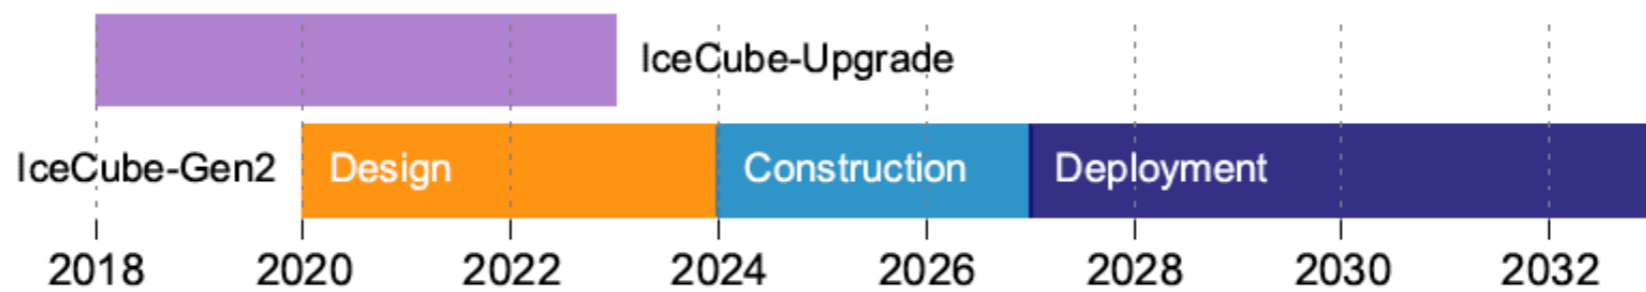 IceCube-Upgrade
IceCube-Gen2 Design Construction Deployment
2018 2020 2022 2024 2026 2028 2030 2032